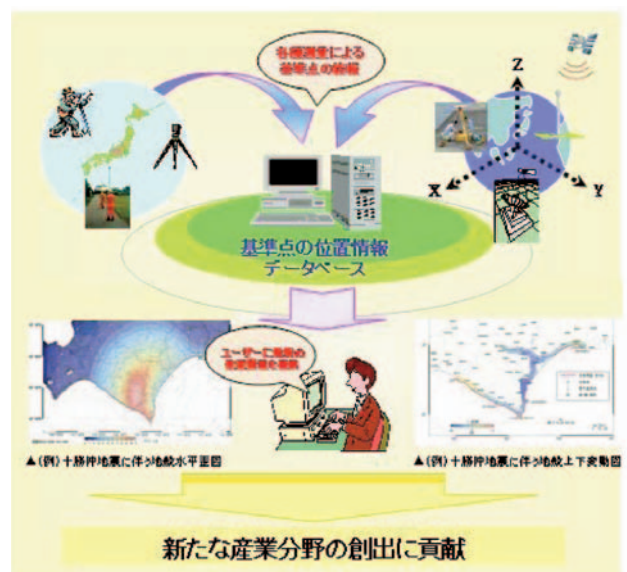 各種測量による
基準点の情報
Z
X
Y
基準点の位置情報
データベース
ユーザーに最新の
位置情報を提供
▲(例)十勝沖地震に伴う地殻水平歪図
▲(例)十勝沖地震に伴う地殻上下変動図
新たな産業分野の創出に貢献